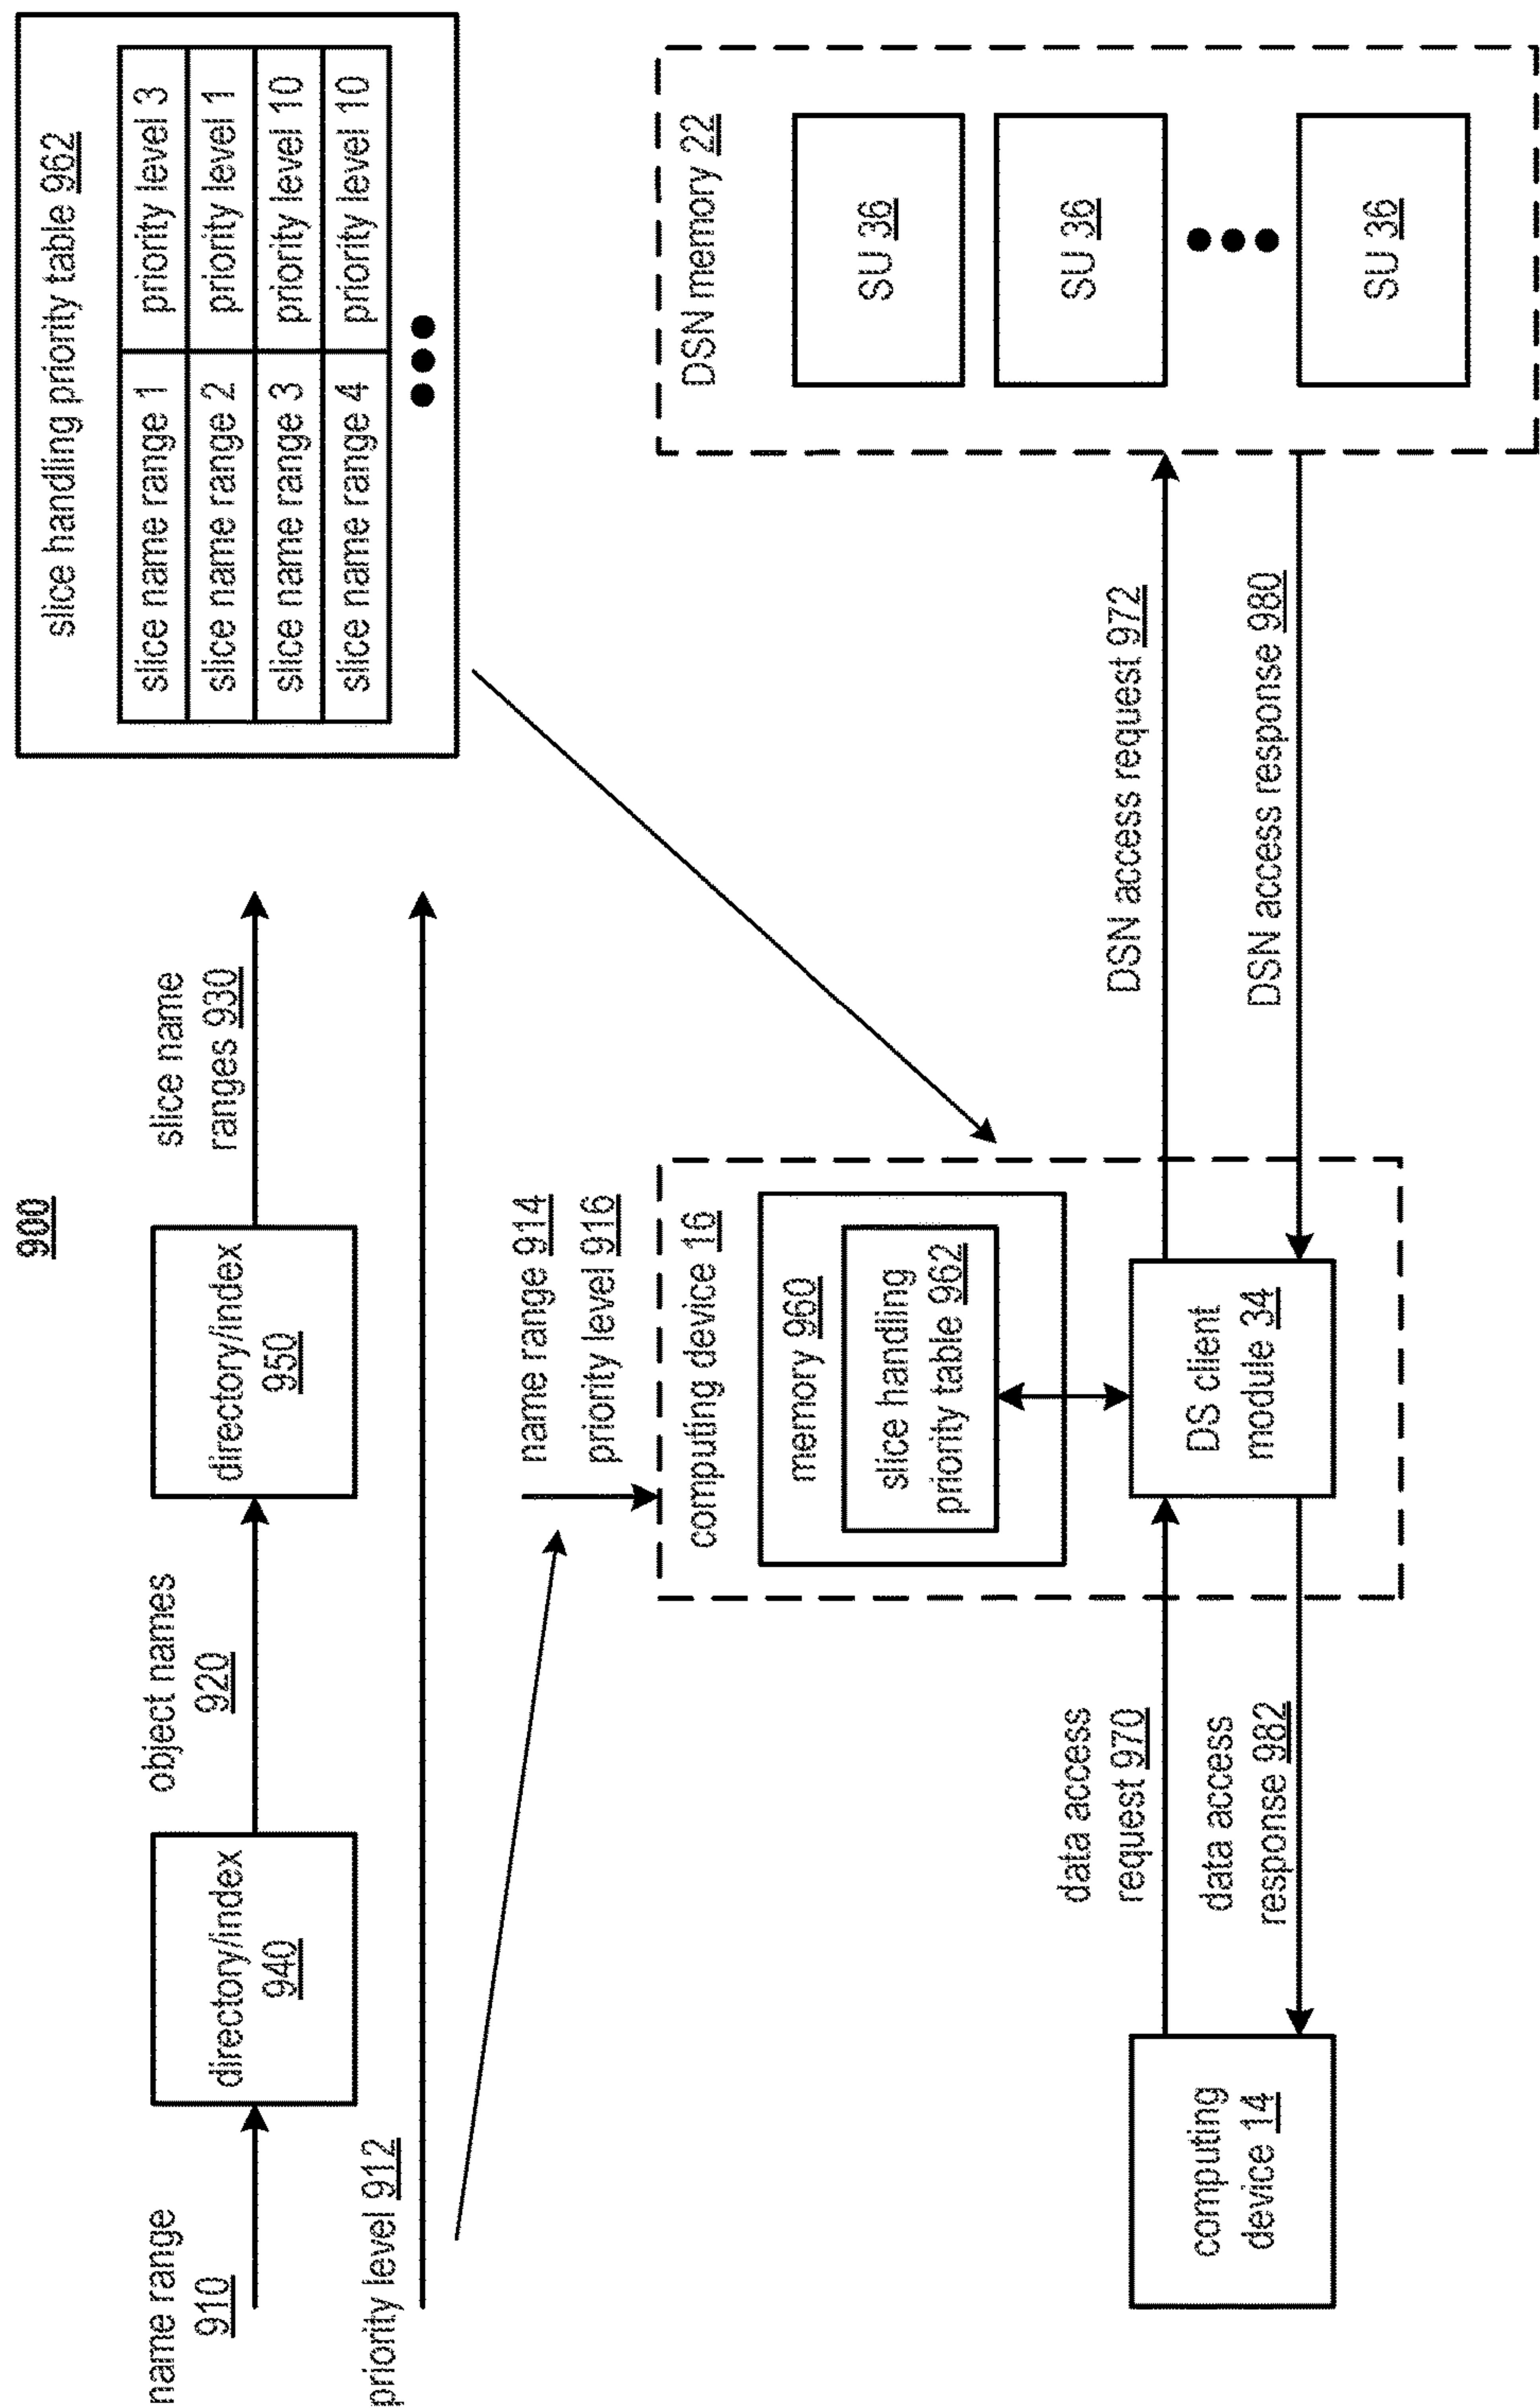 900
name range
910
directory/index
940
object names
920
directory/index
950
slice name
ranges 930
priority level 912
slice handling priority table 962
slice name range 1 priority level 3
slice name range 2 priority level 1
slice name range 3 priority level 10
slice name range 4 priority level 10
name range 914
priority level 916
computing device 16
memory 960
slice handling
priority table 962
DS client
module 34
computing
device 14
data access
request 970
data access
response 982
DSN access request 972
DSN access response 980
DSN memory 22
SU 36
SU 36
SU 36